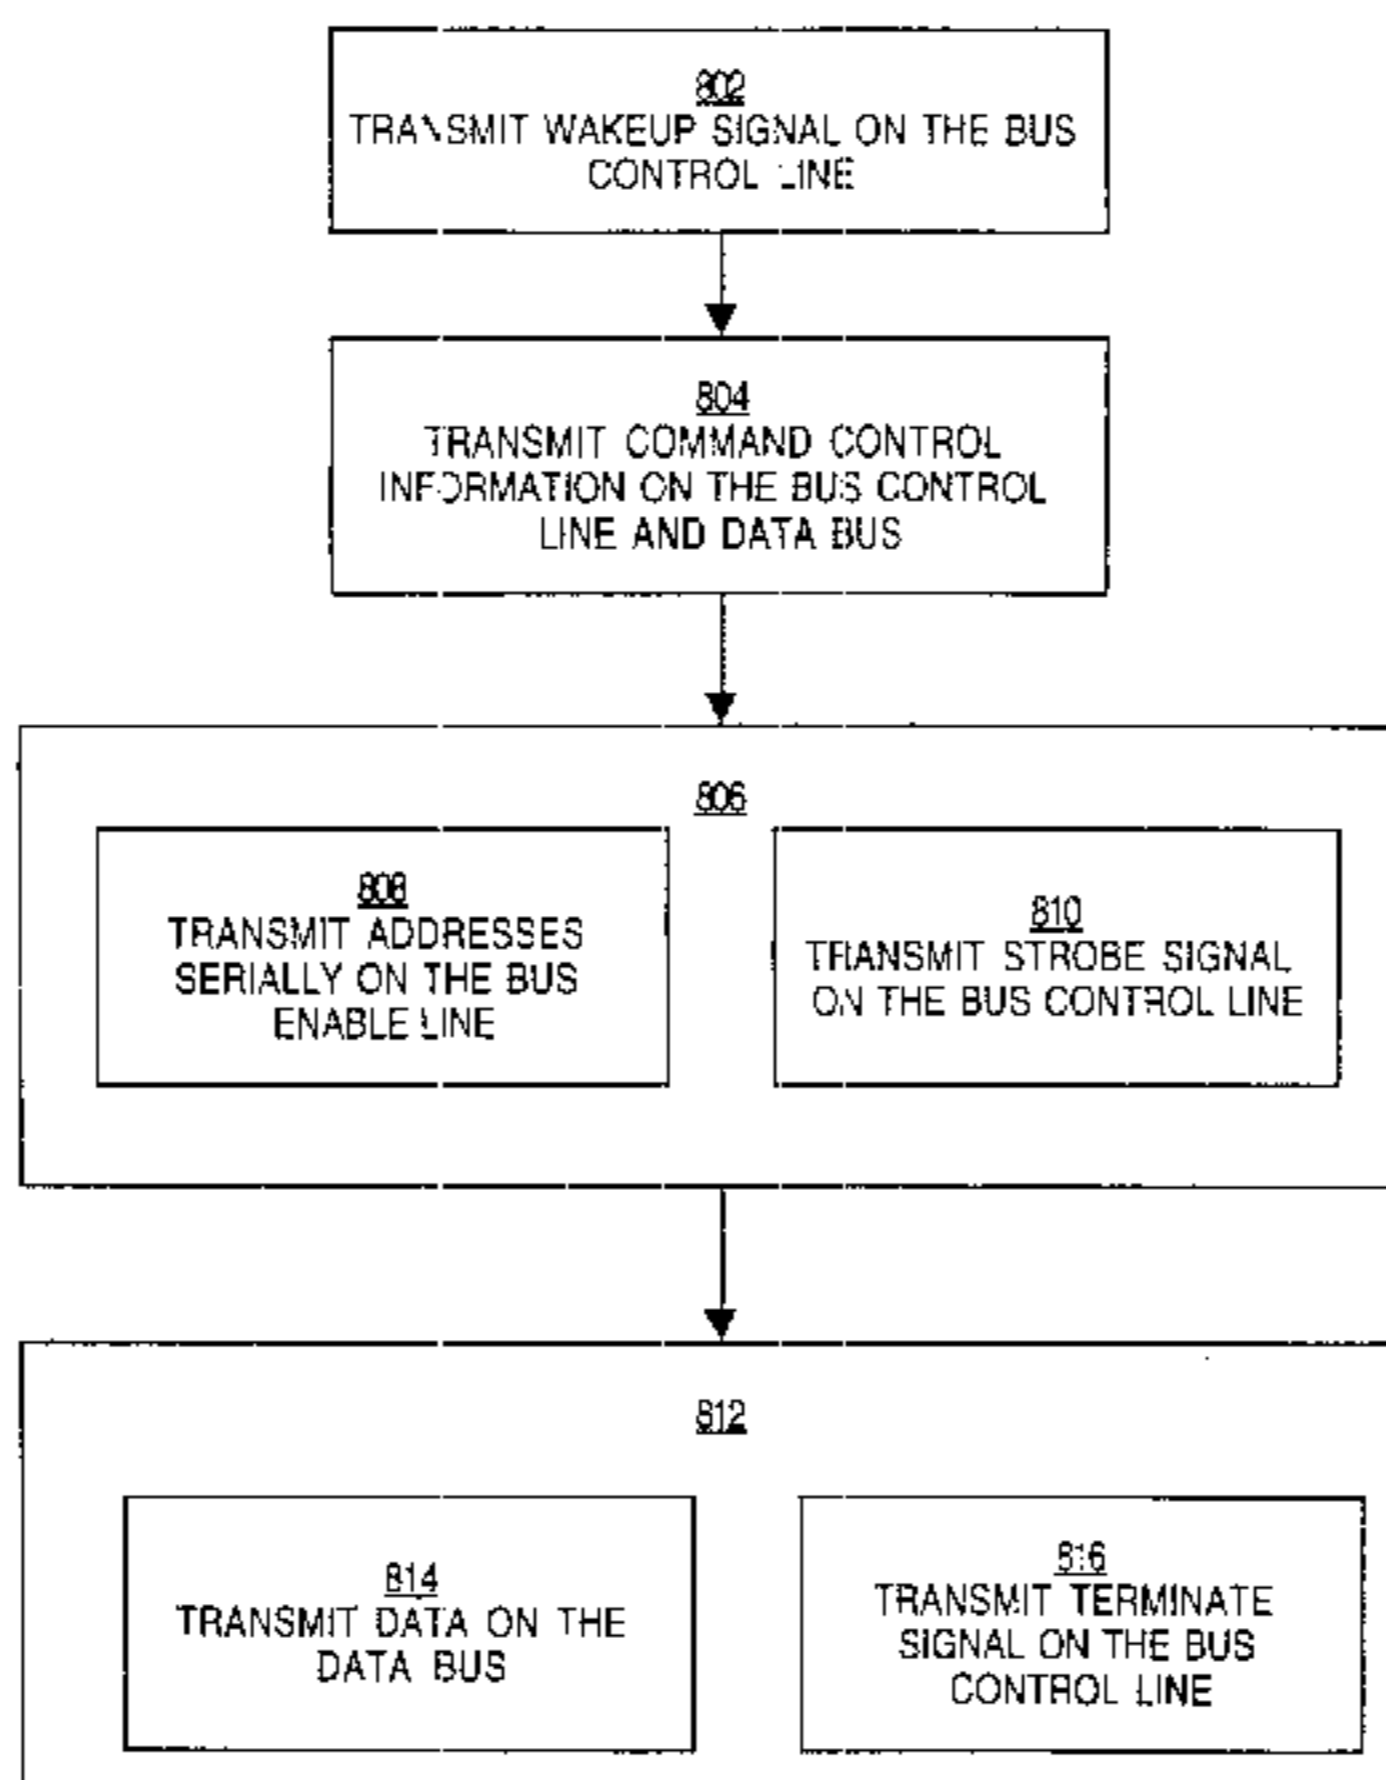 802
TRANSMIT WAKEUP SIGNAL ON THE BUS
CONTROL LINE
804
TRANSMIT COMMAND CONTROL
INFORMATION ON THE BUS CONTROL
LINE AND DATA BUS
806
808
TRANSMIT ADDRESSES
SERIALLY ON THE BUS
ENABLE LINE
810
TRANSMIT STROBE SIGNAL
ON THE BUS CONTROL LINE
812
814
TRANSMIT DATA ON THE
DATA BUS
816
TRANSMIT TERMINATE
SIGNAL ON THE BUS
CONTROL LINE